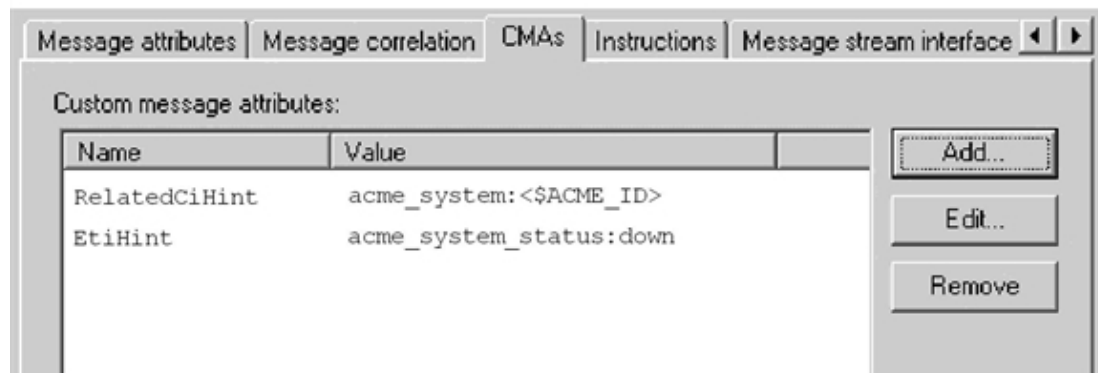 Message attributes Message correlation CMAs Instructions Message stream interface
Custom message attributes:
Name Value
Add...
RelatedCiHint acme_system:<$ACME_ID>
Edit...
EtiHint acme_system_status:down
Remove